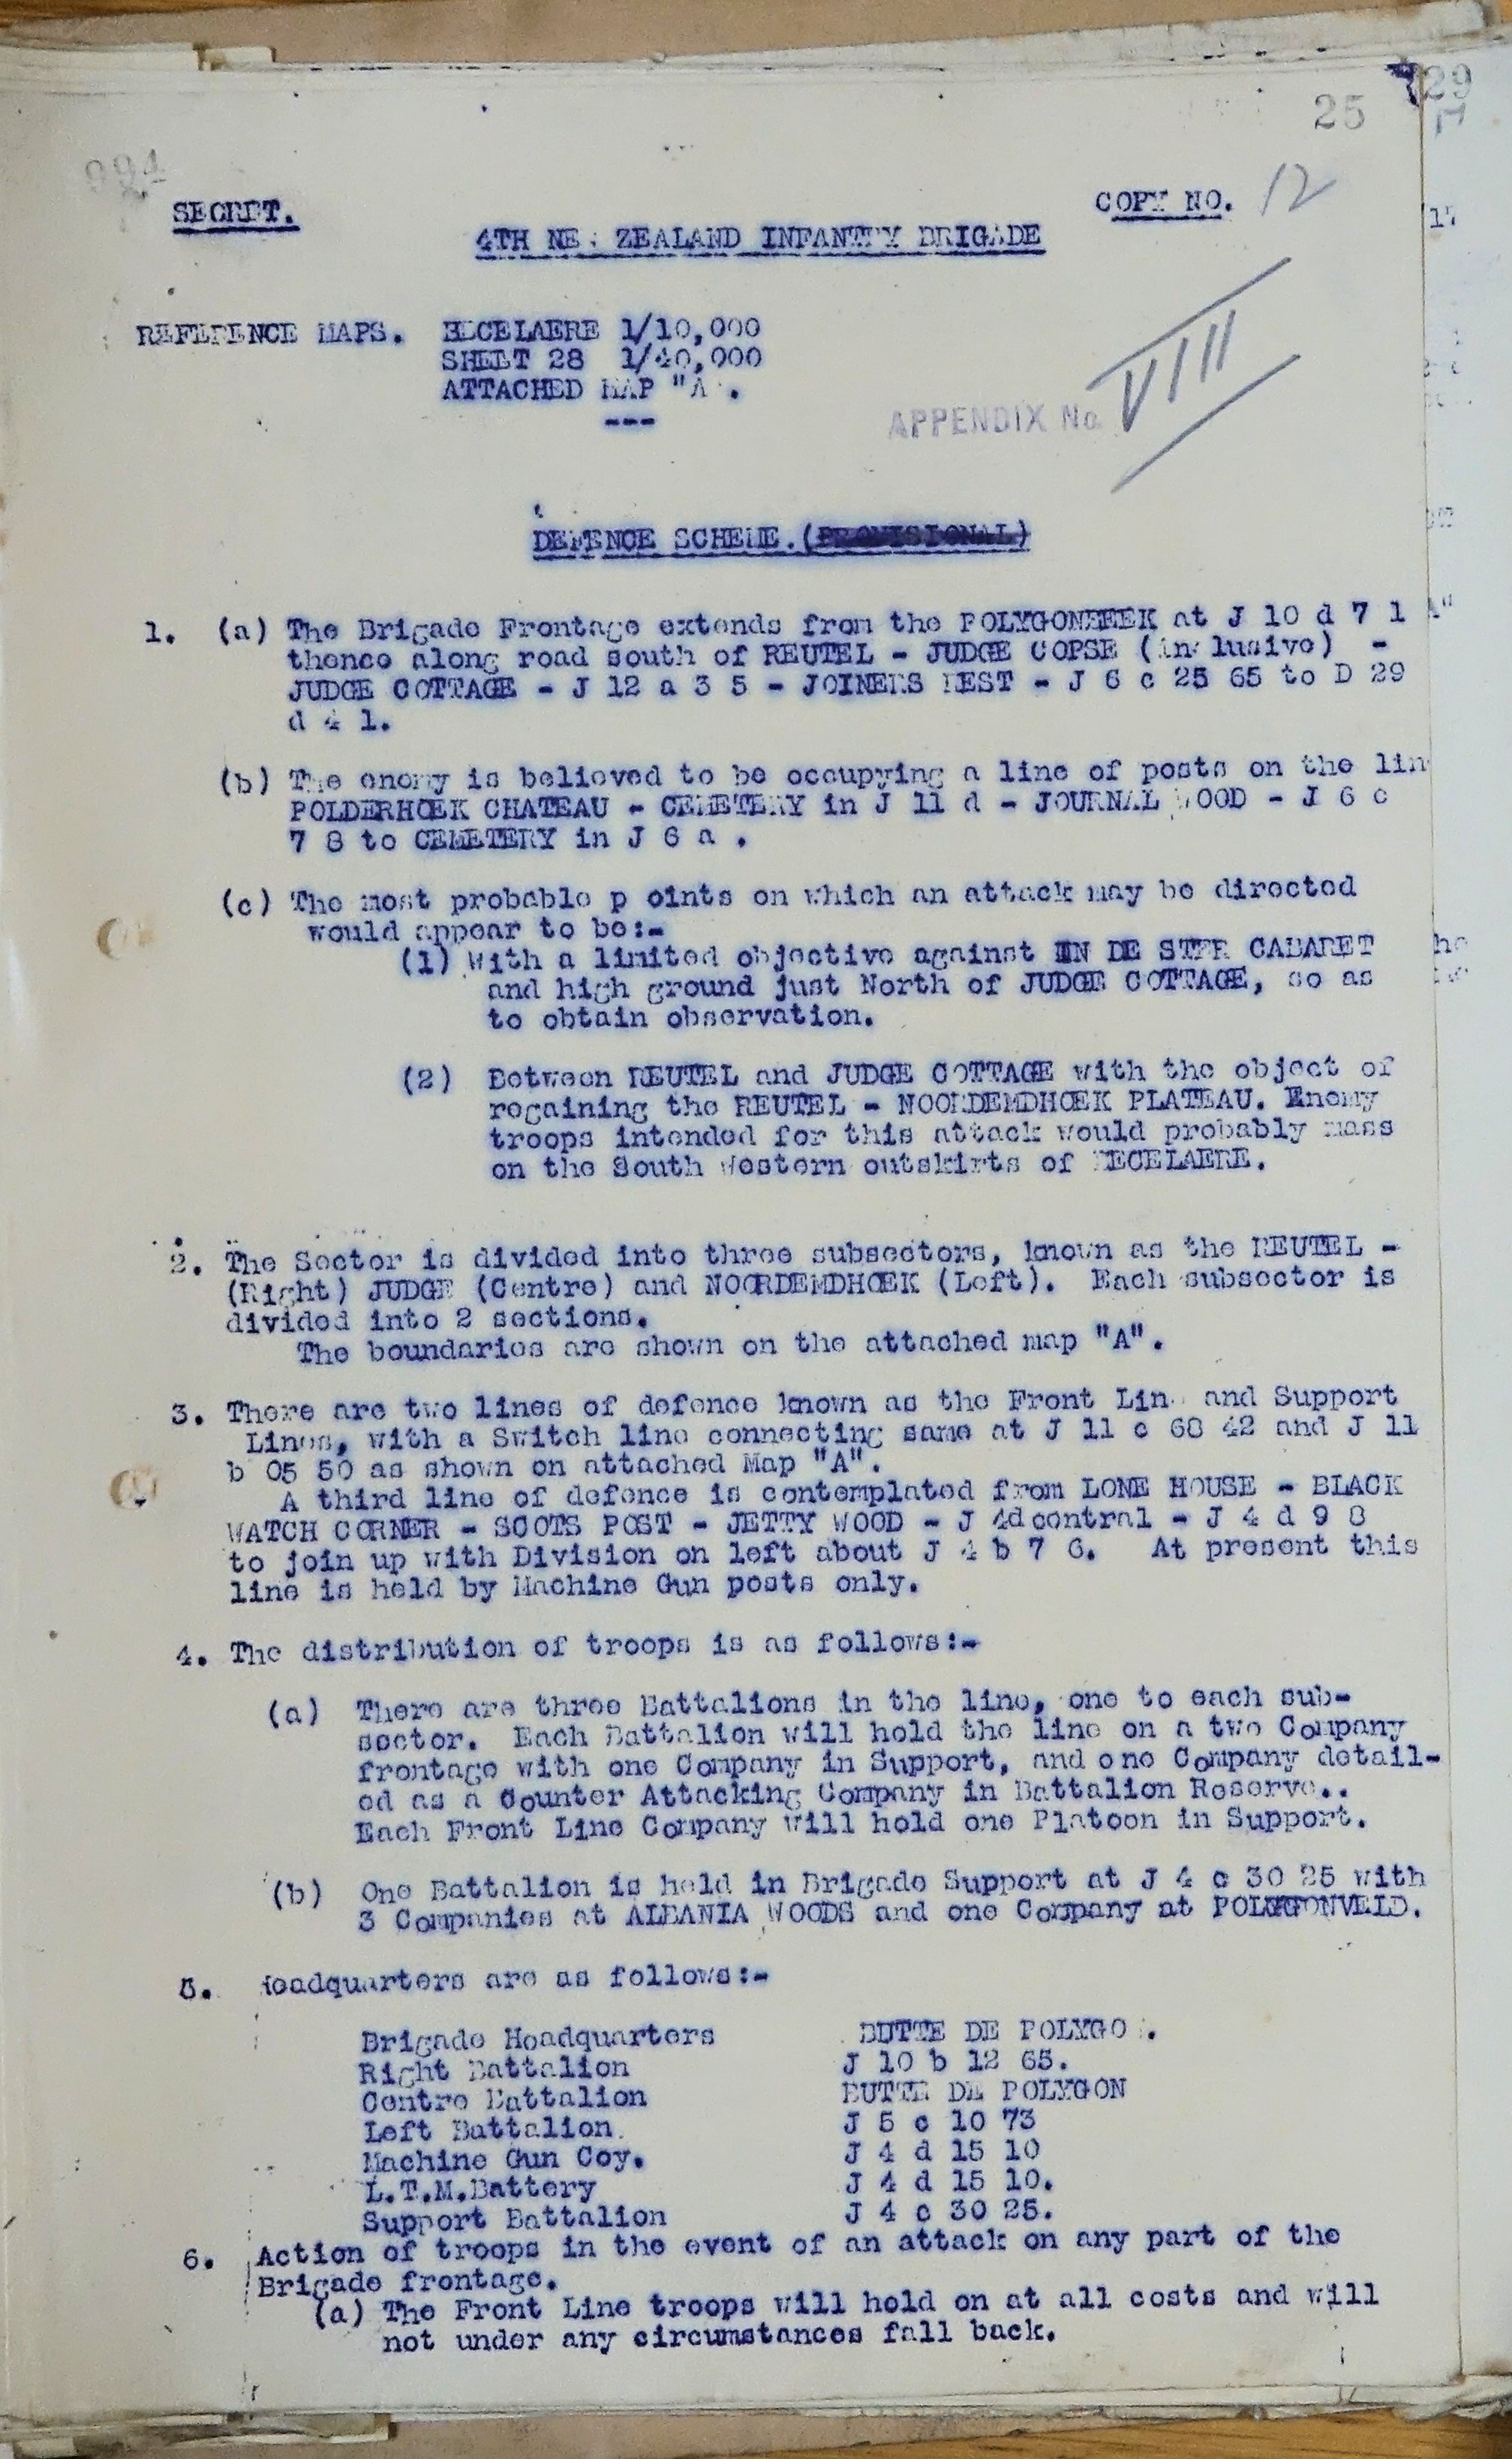 25
29
994
SECRET.
COPY NO. 12
4TH NEW ZEALAND INFANTRY BRIGADE
REFERENCE MAPS. BECELAERE 1/10,000
SHEET 28 1/40,000
ATTACHED MAP "A".
---
APPENDIX No VIII
DEFENCE SCHEME.(PROVISIONAL)
1. (a) The Brigade Frontage extends from the POLYGONEBEEK at J 10 d 7 1
thence along road south of REUTEL - JUDGE COPSE (inclusive) -
JUDGE COTTAGE - J 12 a 3 5 - JOINERS REST - J 6 c 25 65 to D 29
d 4 1.
(b) The enemy is believed to be occupying a line of posts on the lin
POLDERHOEK CHATEAU - CEMETERY in J 11 d - JOURNAL WOOD - J 6 c
7 8 to CEMETERY in J 6 a .
(c) The most probable p oints on which an attack may be directed
would appear to be:-
(1) With a limited objective against IN DE STER CABARET
and high ground just North of JUDGE COTTAGE, so as
to obtain observation.
(2) Between REUTEL and JUDGE COTTAGE with the object of
regaining the REUTEL - NOORDEMDHOEK PLATEAU. Enemy
troops intended for this attack would probably mass
on the South Western outskirts of BECELAERE.
2. The Sector is divided into three subsectors, known as the REUTEL -
(Right) JUDGE (Centre) and NOORDEMDHOEK (Left). Each subsector is
divided into 2 sections.
The boundaries are shown on the attached map "A".
3. There are two lines of defence known as the Front Line and Support
Lines, with a Switch line connecting same at J 11 c 68 42 and J 11
b 05 50 as shown on attached Map "A".
A third line of defence is contemplated from LONE HOUSE - BLACK
WATCH CORNER - SCOTS POST - JETTY WOOD - J 4d central - J 4 d 9 8
to join up with Division on left about J 4 b 7 6. At present this
line is held by Machine Gun posts only.
4. The distribution of troops is as follows:-
(a) There are three Battalions in the line, one to each sub-
sector. Each Battalion will hold the line on a two Company
frontage with one Company in Support, and one Company detail-
ed as a Counter Attacking Company in Battalion Reserve..
Each Front Line Company will hold one Platoon in Support.
(b) One Battalion is held in Brigade Support at J 4 c 30 25 with
3 Companies at ALBANIA WOODS and one Company at POLYGONVELD.
5. Headquarters are as follows:-
Brigade Headquarters BUTTE DE POLYGON.
Right Battalion J 10 b 12 65.
Centre Battalion BUTTE DE POLYGON
Left Battalion. J 5 c 10 73
Machine Gun Coy. J 4 d 15 10
L.T.M.Battery J 4 d 15 10.
Support Battalion J 4 c 30 25.
6. Action of troops in the event of an attack on any part of the
Brigade frontage.
(a) The Front Line troops will hold on at all costs and will
not under any circumstances fall back.